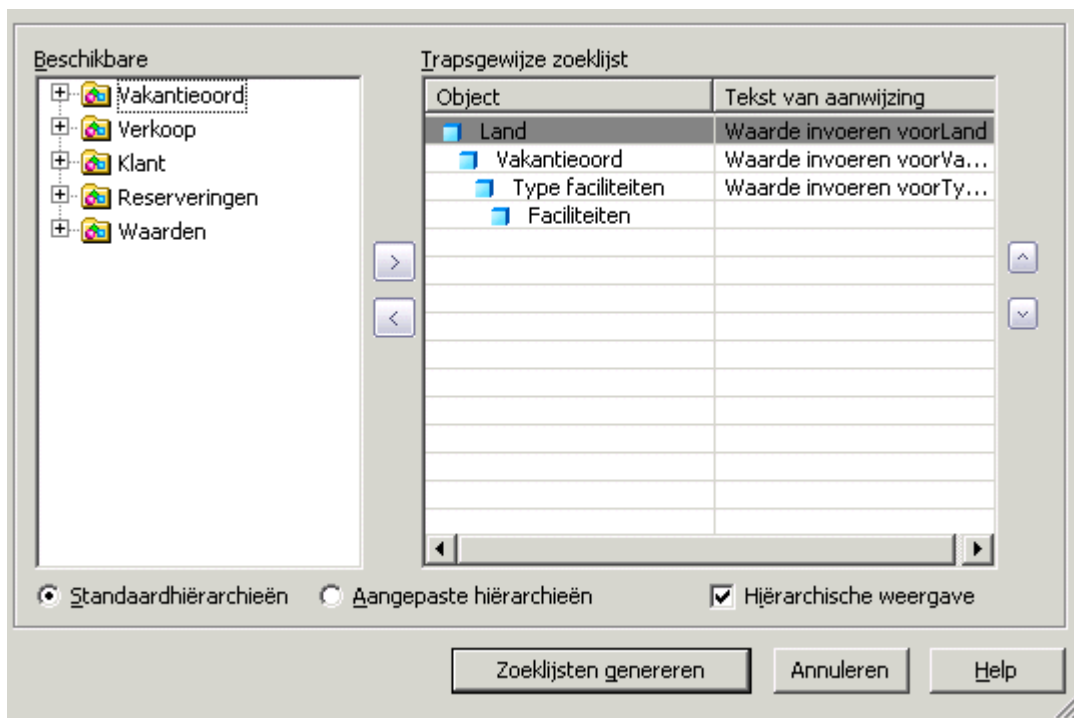 Beschikbare
Vakantieoord
Verkoop
Klant
Reserveringen
Waarden
>
<
Trapsgewijze zoeklijst
Object Tekst van aanwijzing
Land Waarde invoeren voorLand
Vakantieoord Waarde invoeren voorVa...
Type faciliteiten Waarde invoeren voorTy...
Faciliteiten
Standaardhiërarchieën Aangepaste hiërarchieën Hiërarchische weergave
Zoeklijsten genereren Annuleren Help